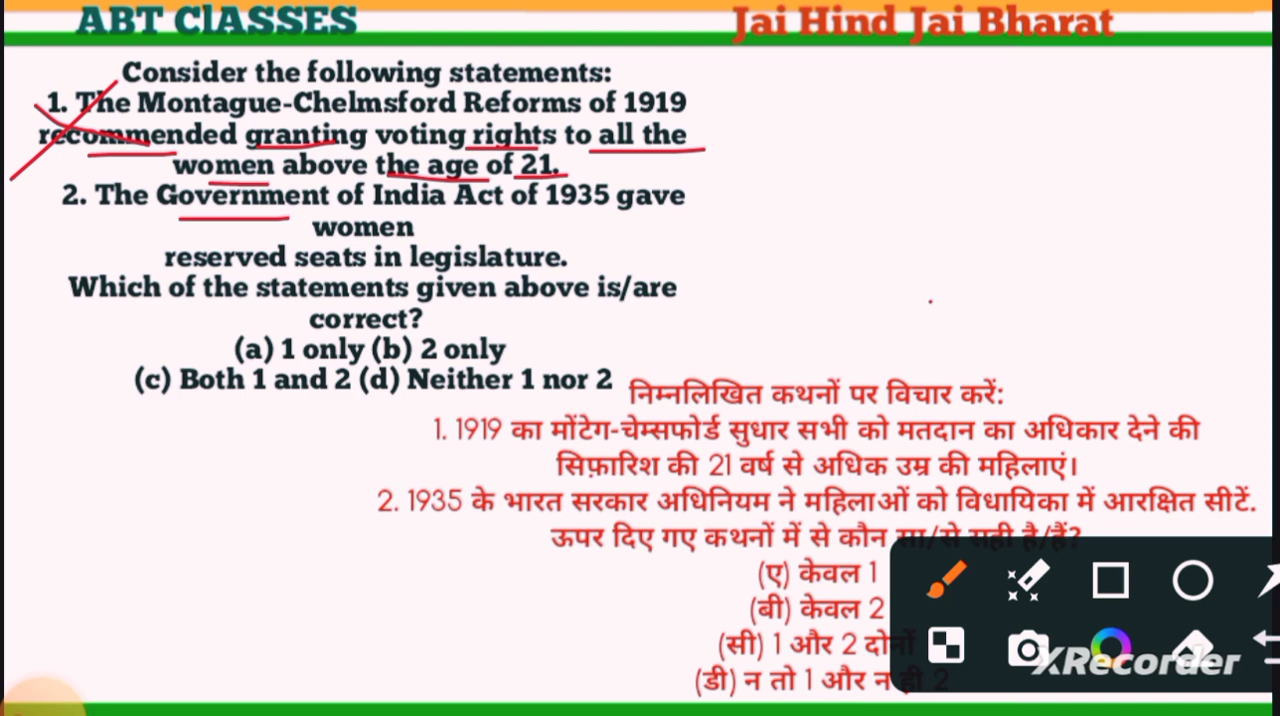 ABT ClASSES
Jai Hind Jai Bharat
Consider the following statements:
1. The Montague-Chelmsford Reforms of 1919
recommended granting voting rights to all the
women above the age of 21.
2. The Government of India Act of 1935 gave
women
reserved seats in legislature.
Which of the statements given above is/are
correct?
(a) 1 only (b) 2 only
(c) Both 1 and 2 (d) Neither 1 nor 2
निम्नलिखित कथनों पर विचार करें:
1. 1919 का मोंटेग-चेम्सफोर्ड सुधार सभी को मतदान का अधिकार देने की
सिफ़ारिश की 21 वर्ष से अधिक उम्र की महिलाएं।
2. 1935 के भारत सरकार अधिनियम ने महिलाओं को विधायिका में आरक्षित सीटें.
ऊपर दिए गए कथनों में से कौन सा/से सही है/हैं?
(ए) केवल 1
(बी) केवल 2
(सी) 1 और 2 दोनों
(डी) न तो 1 और न ही 2
XRecorder